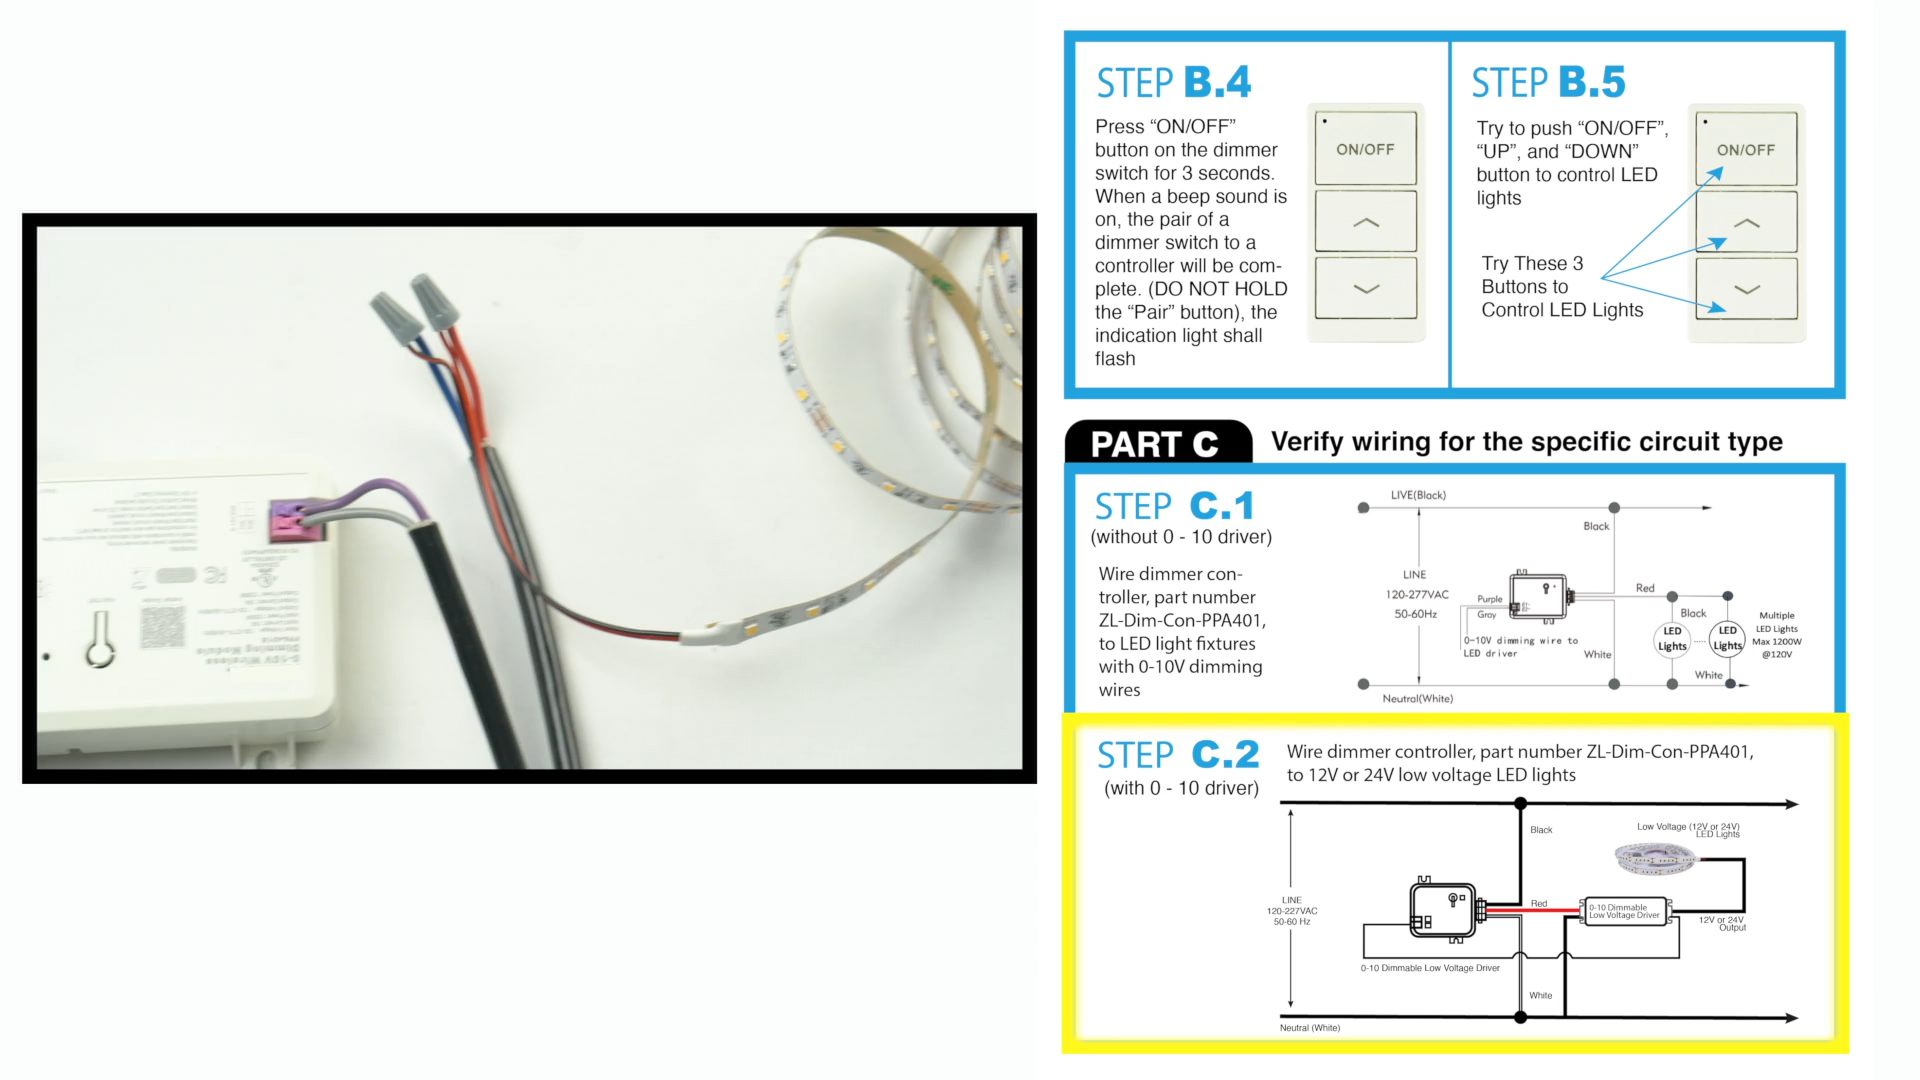 STEP B.4
Press “ON/OFF”
button on the dimmer
switch for 3 seconds.
When a beep sound is
on, the pair of a
dimmer switch to a
controller will be com-
plete. (DO NOT HOLD
the “Pair” button), the
indication light shall
flash
ON/OFF
STEP B.5
Try to push “ON/OFF”,
“UP”, and “DOWN”
button to control LED
lights
Try These 3
Buttons to
Control LED Lights
ON/OFF
PART C
Verify wiring for the specific circuit type
STEP C.1
(without 0 - 10 driver)
Wire dimmer con-
troller, part number
ZL-Dim-Con-PPA401,
to LED light fixtures
with 0-10V dimming
wires
LIVE(Black)
Black
LINE
120-277VAC
50-60Hz
Purple
Gray
0-10V dimming wire to
LED driver
Red
Black
White
LED
Lights
LED
Lights
Multiple
LED Lights
Max 1200W
@120V
White
Neutral(White)
STEP C.2
(with 0 - 10 driver)
Wire dimmer controller, part number ZL-Dim-Con-PPA401,
to 12V or 24V low voltage LED lights
Black
Low Voltage (12V or 24V)
LED Lights
LINE
120-227VAC
50-60 Hz
Red
0-10 Dimmable
Low Voltage Driver
12V or 24V
Output
0-10 Dimmable Low Voltage Driver
White
Neutral (White)
0-10V Wireless
Dimming Module